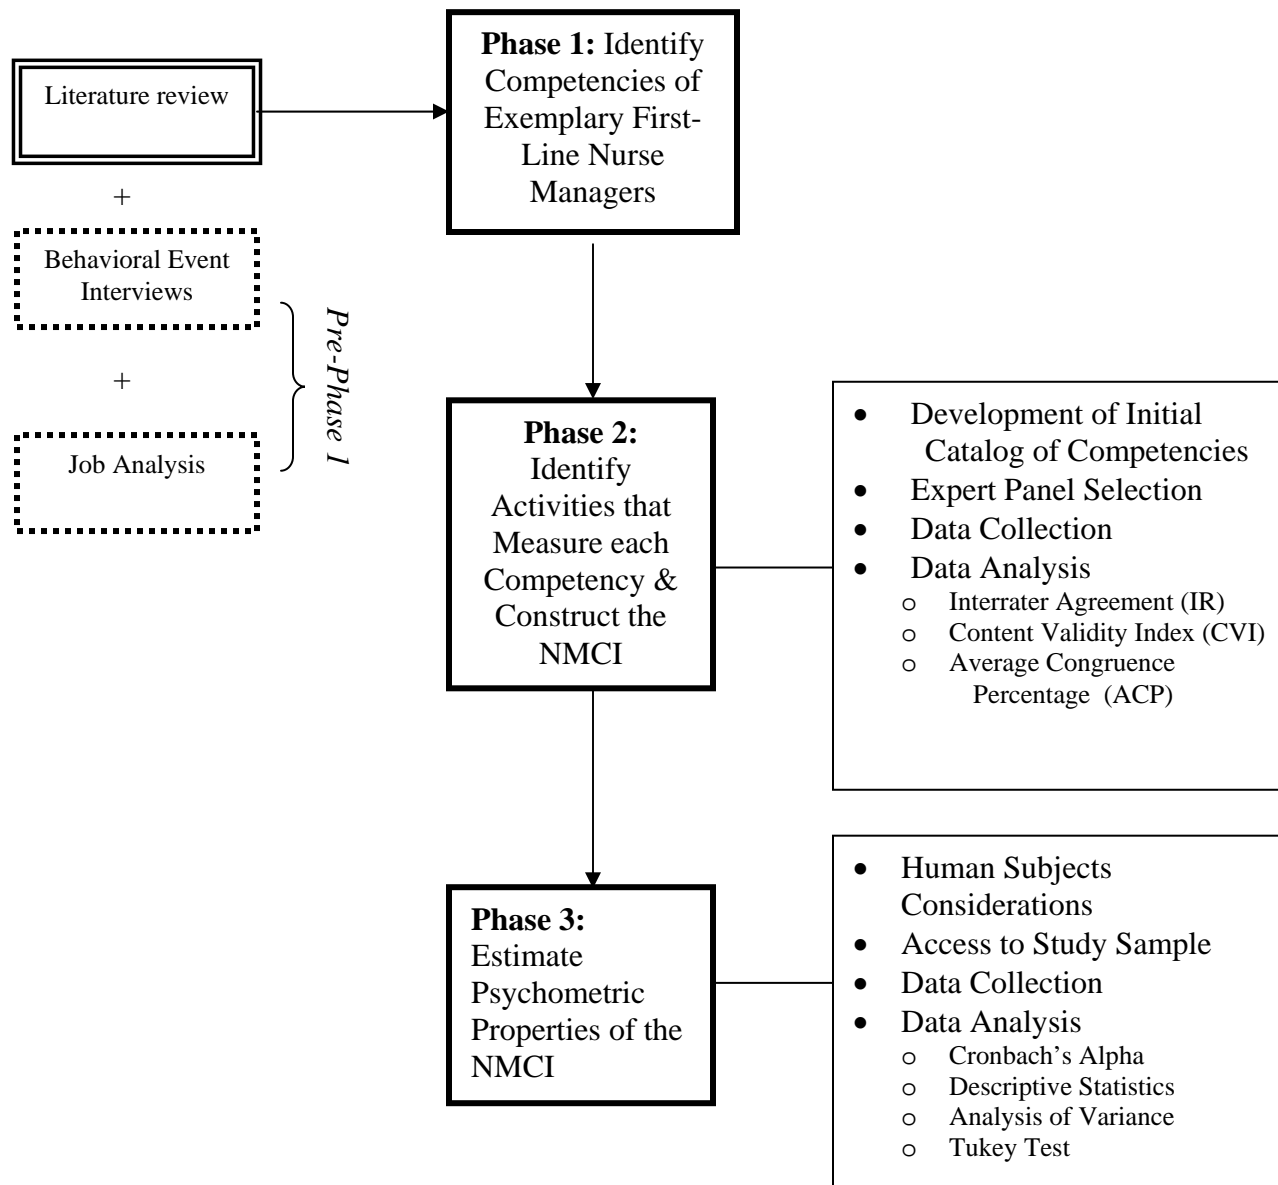 Literature review
+
Behavioral Event
Interviews
+
Job Analysis
Pre-Phase 1
Phase 1: Identify
Competencies of
Exemplary First-
Line Nurse
Managers
Phase 2:
Identify
Activities that
Measure each
Competency &
Construct the
NMCI
• Development of Initial
Catalog of Competencies
• Expert Panel Selection
• Data Collection
• Data Analysis
o Interrater Agreement (IR)
o Content Validity Index (CVI)
o Average Congruence
Percentage (ACP)
Phase 3:
Estimate
Psychometric
Properties of the
NMCI
• Human Subjects
Considerations
• Access to Study Sample
• Data Collection
• Data Analysis
o Cronbach’s Alpha
o Descriptive Statistics
o Analysis of Variance
o Tukey Test